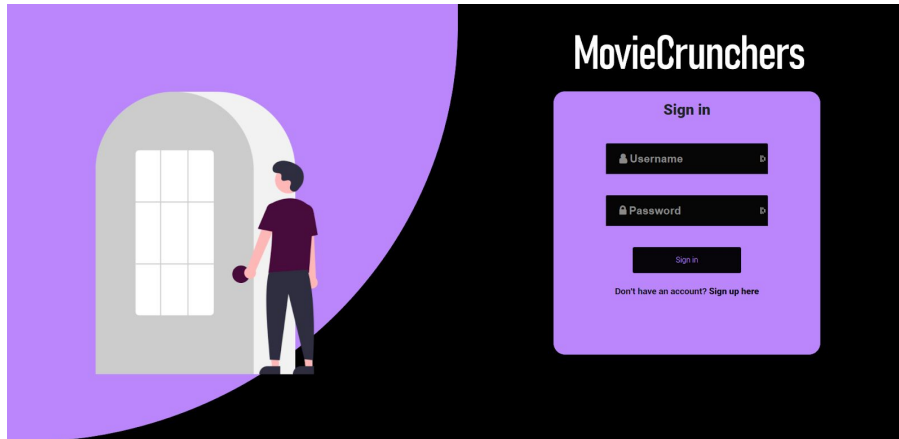 MovieCrunchers
Sign in
Username
Password
Sign in
Don't have an account? Sign up here